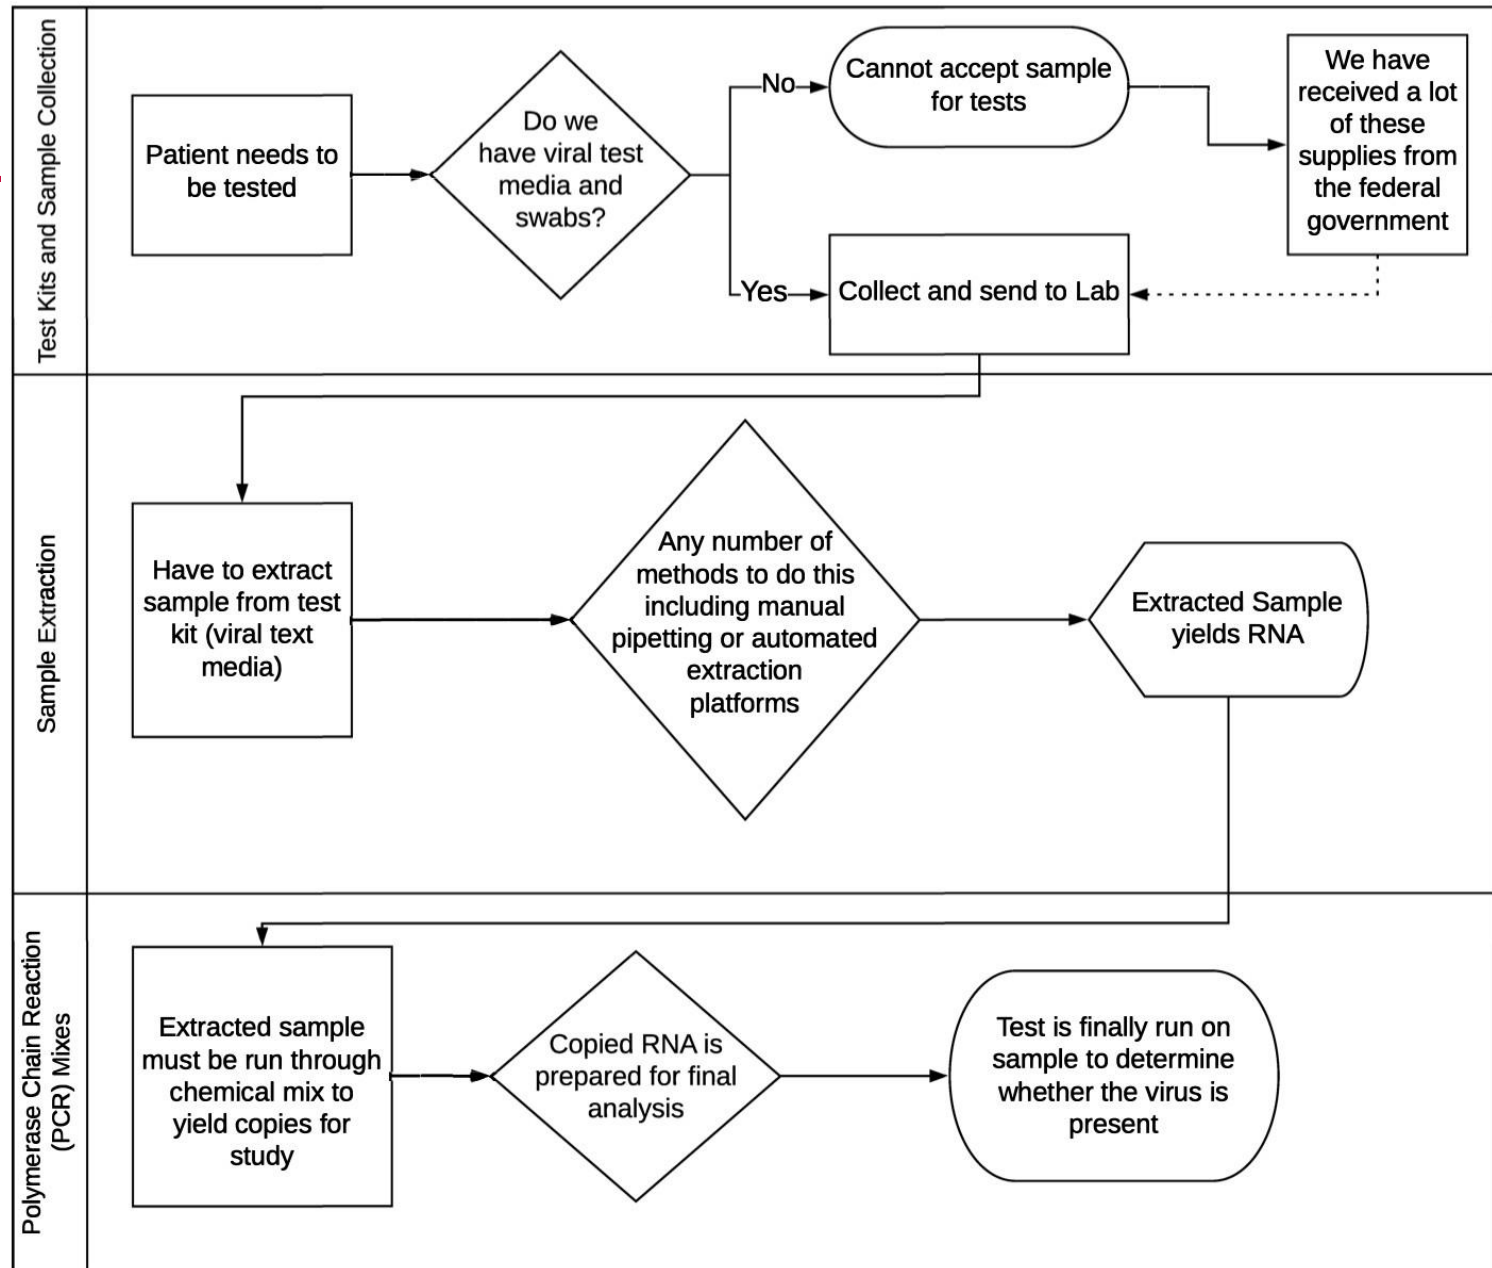 Test Kits and Sample Collection
Patient needs to
be tested
Do we
have viral test
media and
swabs?
No
Cannot accept sample
for tests
We have
received a lot
of these
supplies from
the federal
government
Yes
Collect and send to Lab
Sample Extraction
Have to extract
sample from test
kit (viral text
media)
Any number of
methods to do this
including manual
pipetting or automated
extraction
platforms
Extracted Sample
yields RNA
Polymerase Chain Reaction
(PCR) Mixes
Extracted sample
must be run through
chemical mix to
yield copies for
study
Copied RNA is
prepared for final
analysis
Test is finally run on
sample to determine
whether the virus is
present